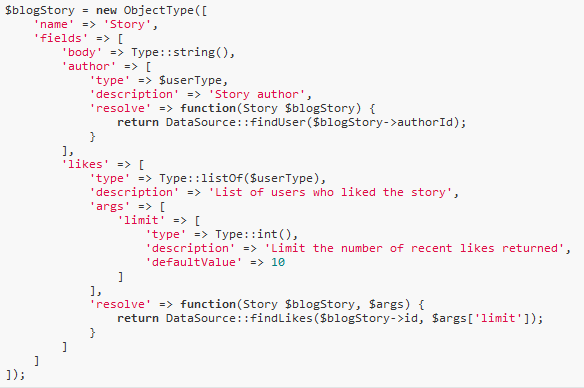 $blogStory = new ObjectType([
    'name' => 'Story',
    'fields' => [
        'body' => Type::string(),
        'author' => [
            'type' => $userType,
            'description' => 'Story author',
            'resolve' => function(Story $blogStory) {
                return DataSource::findUser($blogStory->authorId);
            }
        ],
        'likes' => [
            'type' => Type::listOf($userType),
            'description' => 'List of users who liked the story',
            'args' => [
                'limit' => [
                    'type' => Type::int(),
                    'description' => 'Limit the number of recent likes returned',
                    'defaultValue' => 10
                ]
            ],
            'resolve' => function(Story $blogStory, $args) {
                return DataSource::findLikes($blogStory->id, $args['limit']);
            }
        ]
    ]
]);